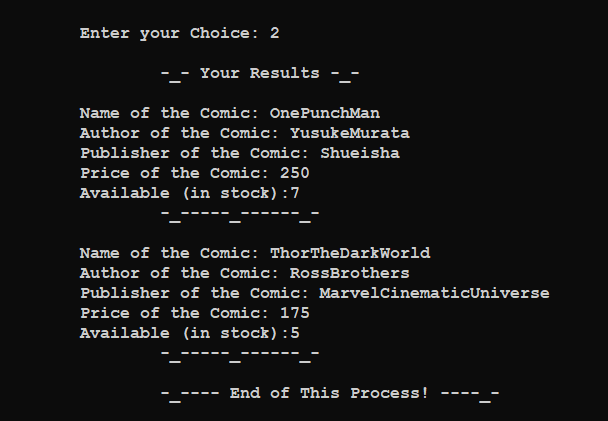 Enter your Choice: 2
-_- Your Results -_-
Name of the Comic: OnePunchMan
Author of the Comic: YusukeMurata
Publisher of the Comic: Shueisha
Price of the Comic: 250
Available (in stock):7
-_-----_------_-
Name of the Comic: ThorTheDarkWorld
Author of the Comic: RossBrothers
Publisher of the Comic: MarvelCinematicUniverse
Price of the Comic: 175
Available (in stock):5
-_-----_------_-
-_---- End of This Process! ----_-